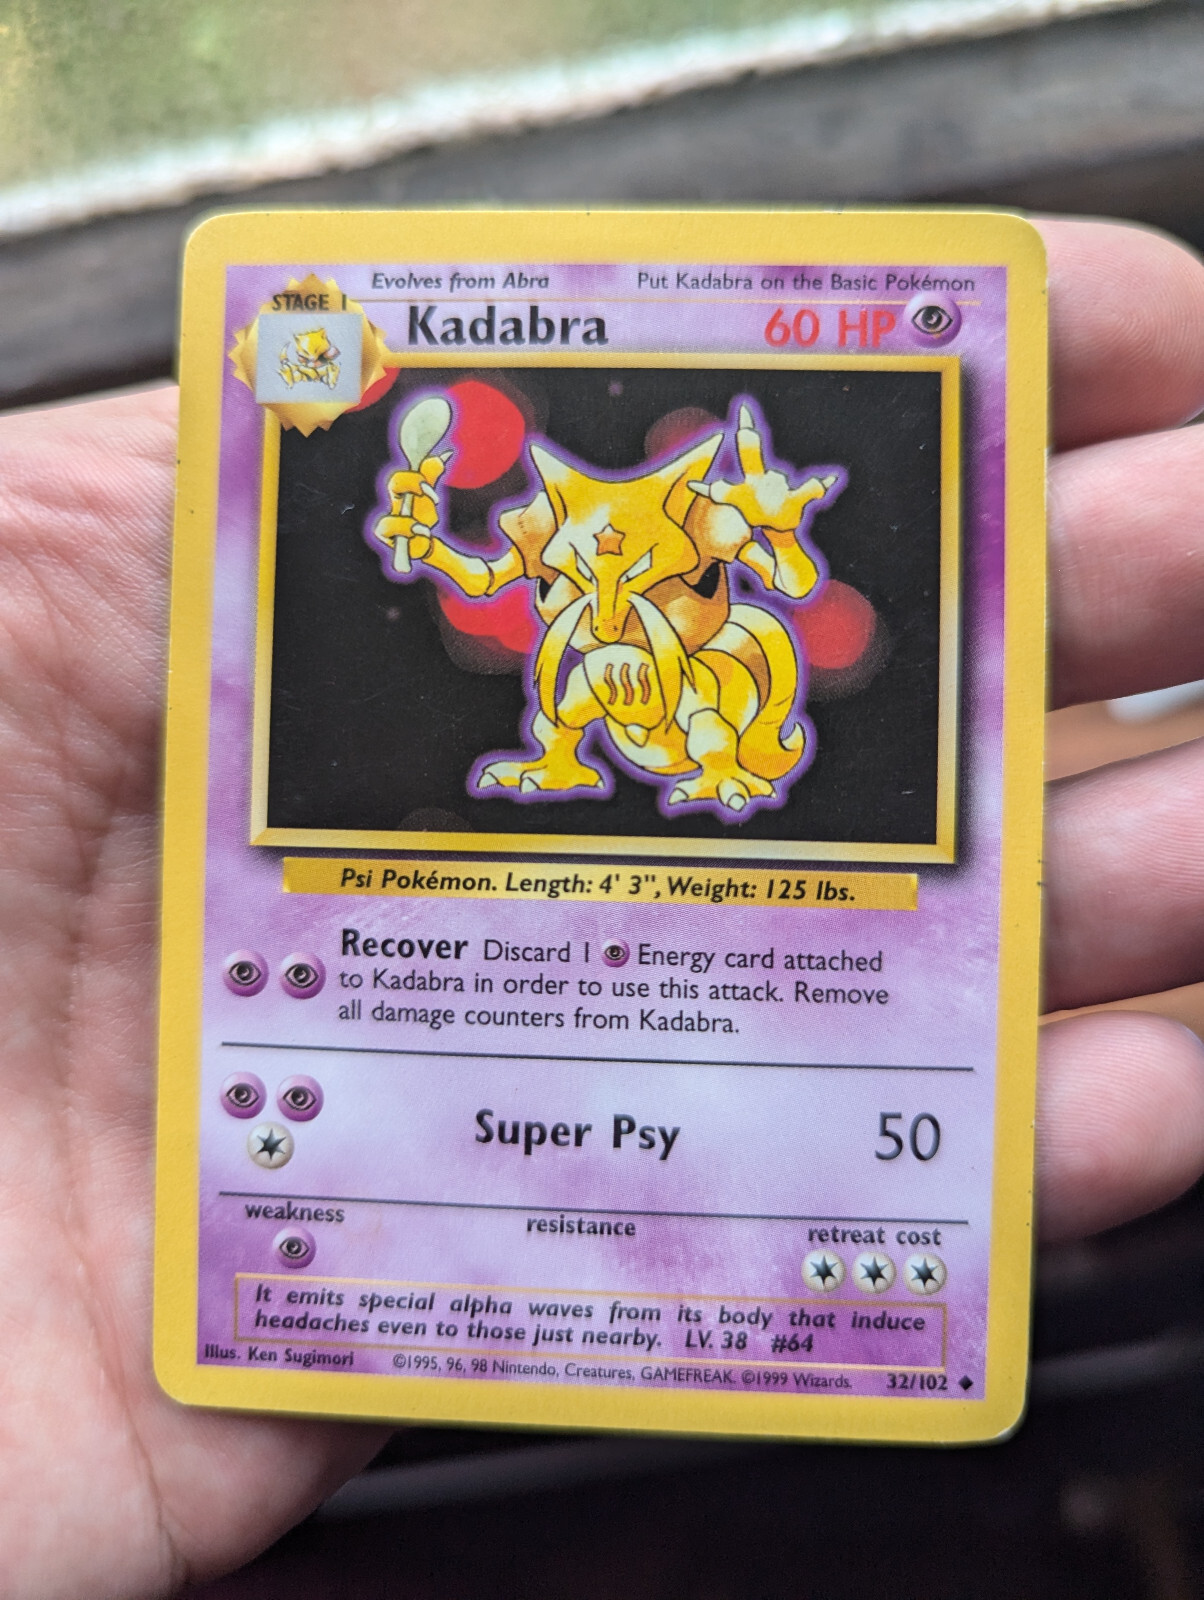 Evolves from Abra
Put Kadabra on the Basic Pokémon
STAGE 1
Kadabra
60 HP
Psi Pokémon. Length: 4' 3", Weight: 125 lbs.
Recover Discard 1 Energy card attached
to Kadabra in order to use this attack. Remove
all damage counters from Kadabra.
Super Psy 50
weakness
resistance
retreat cost
It emits special alpha waves from its body that induce
headaches even to those just nearby. LV. 38 #64
Illus. Ken Sugimori ©1995, 96, 98 Nintendo, Creatures, GAMEFREAK. ©1999 Wizards. 32/102